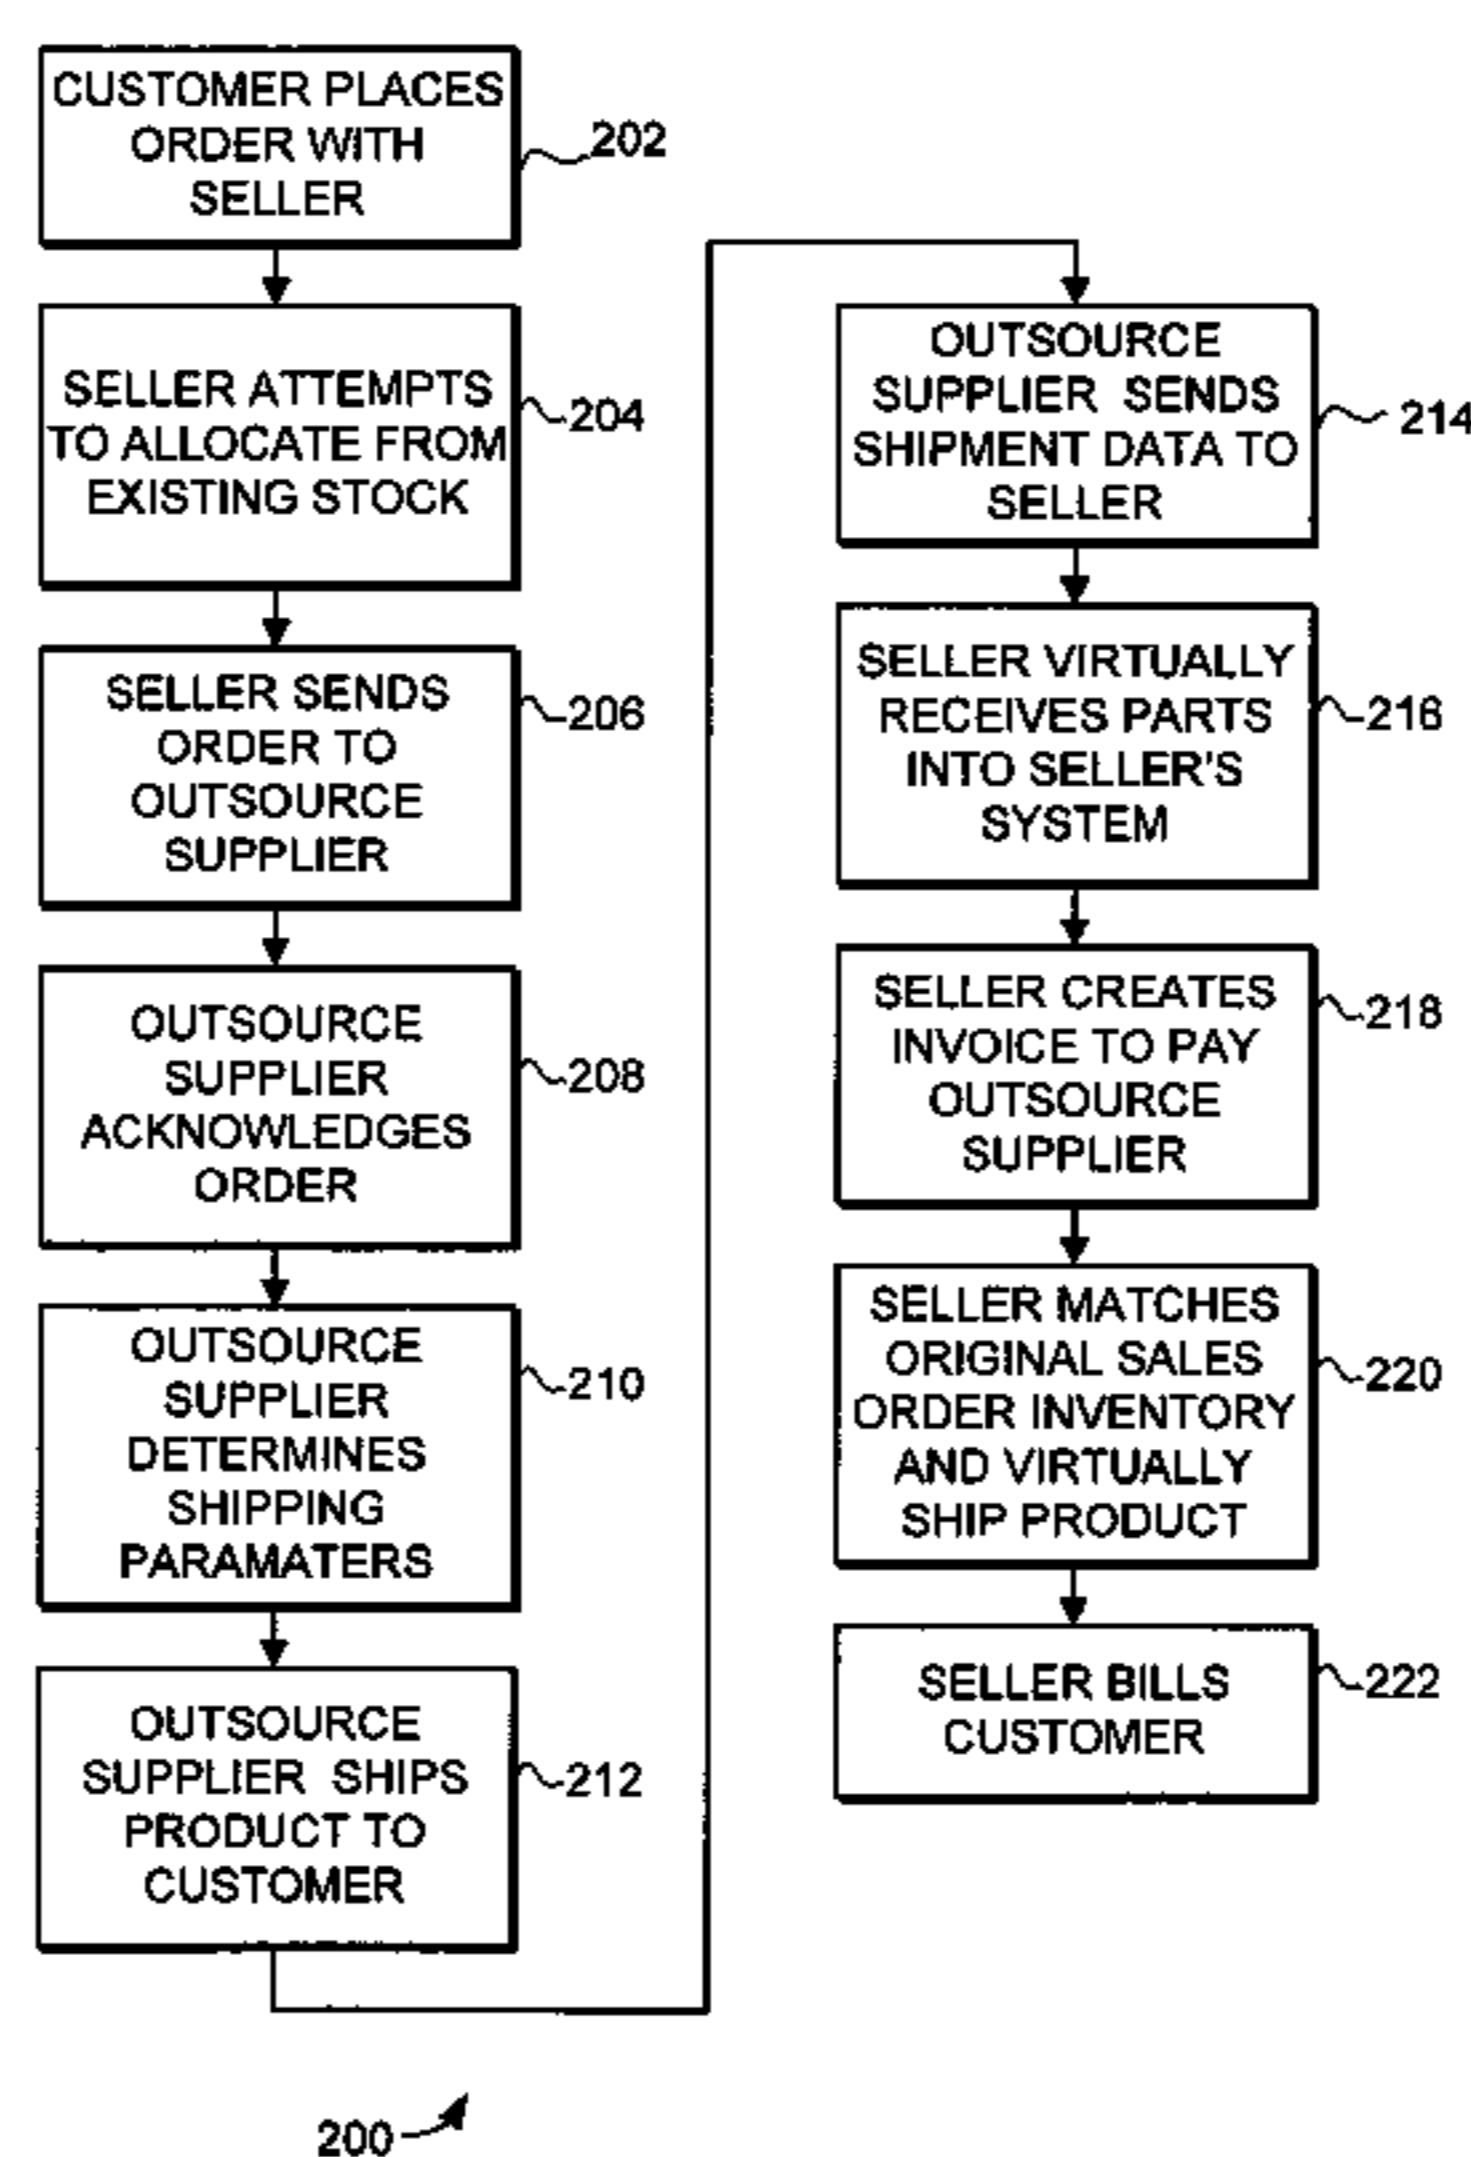 CUSTOMER PLACES
ORDER WITH
SELLER
202
SELLER ATTEMPTS
TO ALLOCATE FROM
EXISTING STOCK
204
SELLER SENDS
ORDER TO
OUTSOURCE
SUPPLIER
206
OUTSOURCE
SUPPLIER
ACKNOWLEDGES
ORDER
208
OUTSOURCE
SUPPLIER
DETERMINES
SHIPPING
PARAMATERS
210
OUTSOURCE
SUPPLIER SHIPS
PRODUCT TO
CUSTOMER
212
OUTSOURCE
SUPPLIER SENDS
SHIPMENT DATA TO
SELLER
214
SELLER VIRTUALLY
RECEIVES PARTS
INTO SELLER'S
SYSTEM
216
SELLER CREATES
INVOICE TO PAY
OUTSOURCE
SUPPLIER
218
SELLER MATCHES
ORIGINAL SALES
ORDER INVENTORY
AND VIRTUALLY
SHIP PRODUCT
220
SELLER BILLS
CUSTOMER
222
200